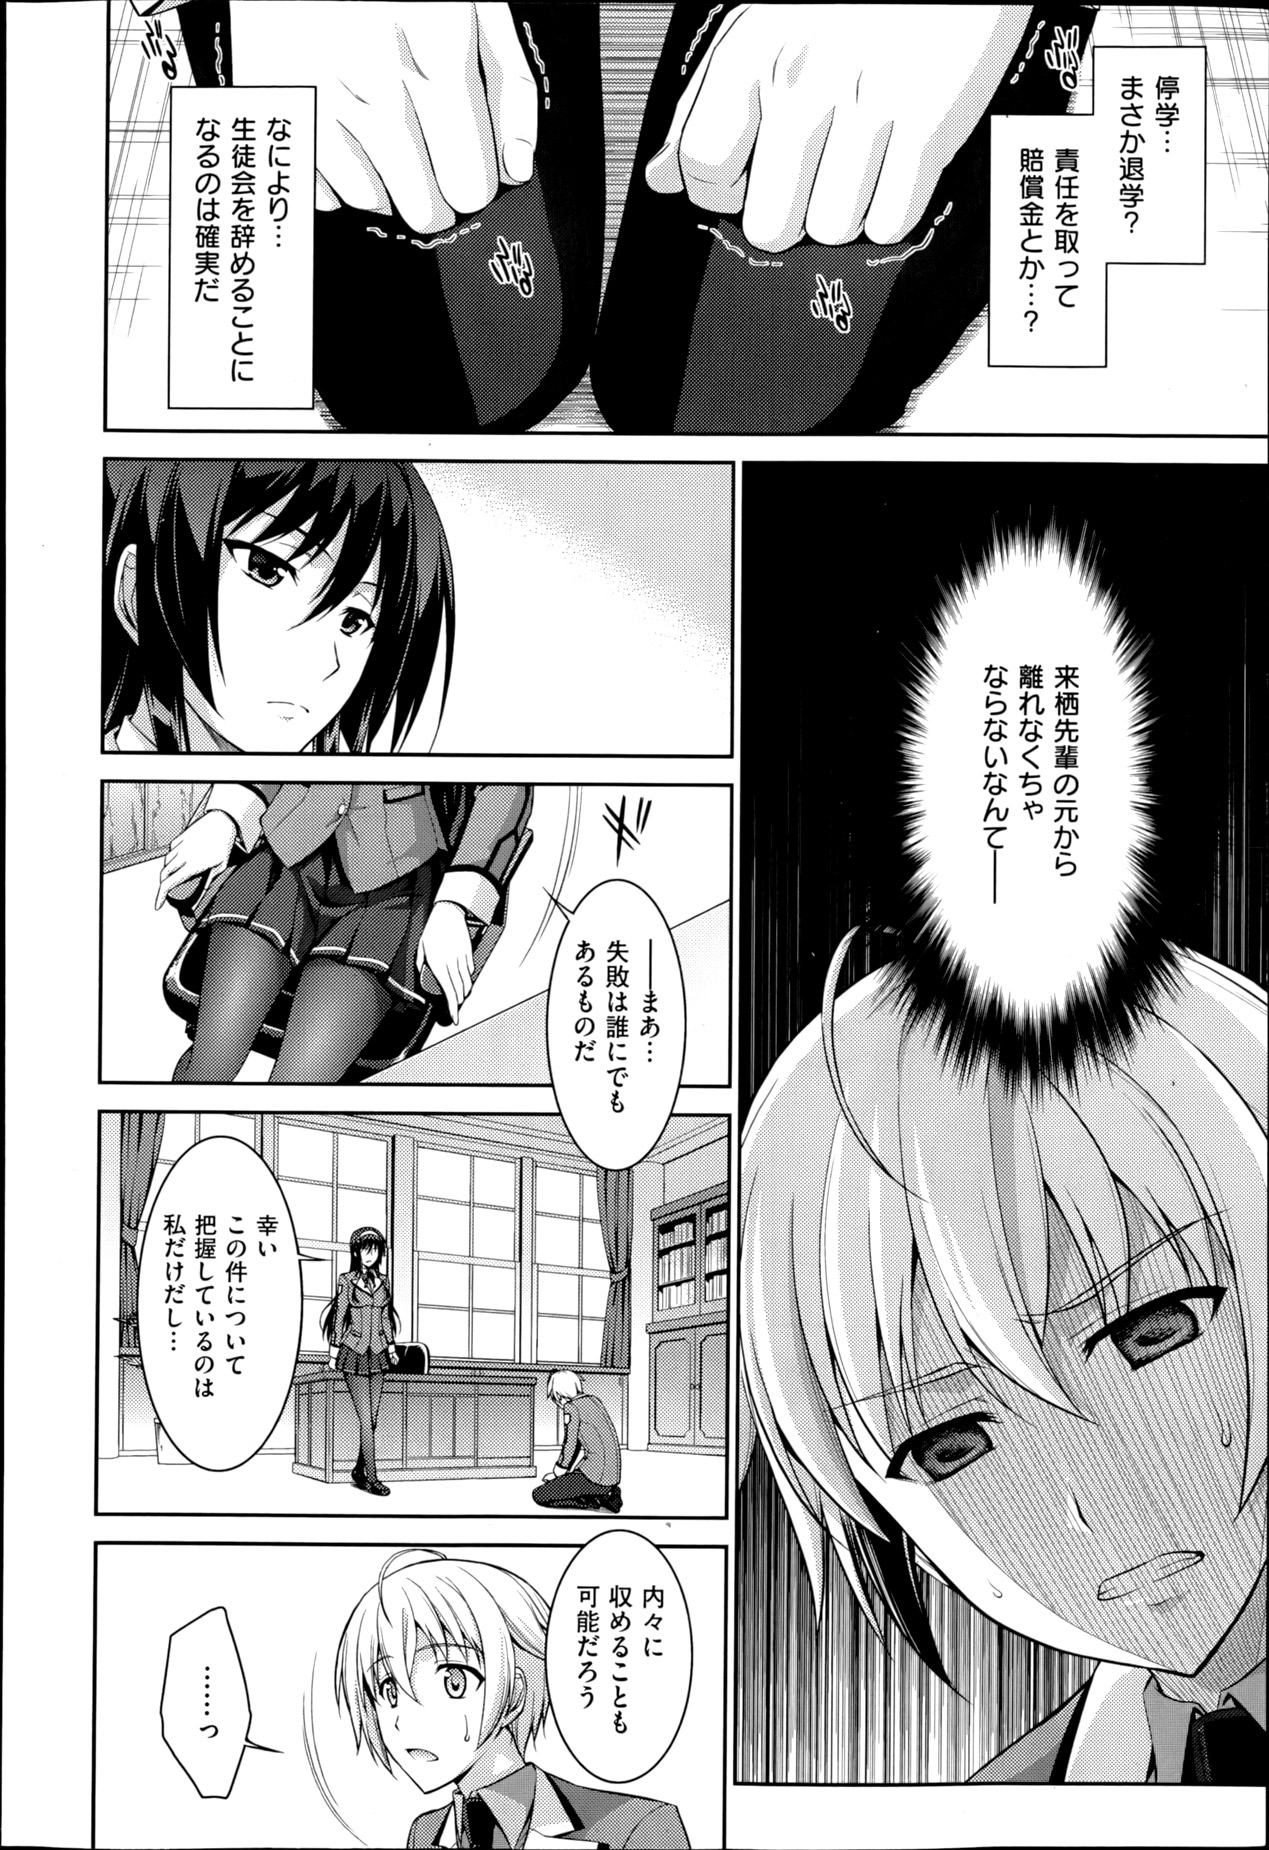 停学…
まさか退学？
責任を取って
賠償金とか…？
なにより…
生徒会を辞めることに
なるのは確実だ
来栖先輩の元から
離れなくちゃ
ならないなんて──
──まあ…
失敗は誰にでも
あるものだ
幸い
この件について
把握しているのは
私だけだし…
内々に
収めることも
可能だろう
……っ